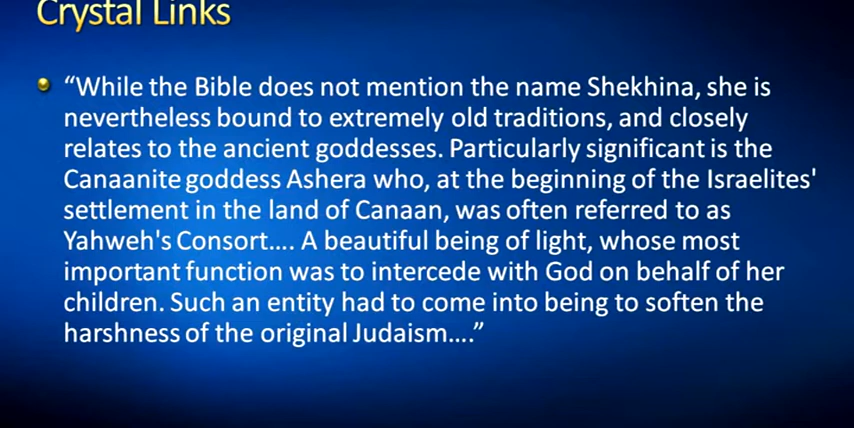 Crystal Links
“While the Bible does not mention the name Shekhina, she is
nevertheless bound to extremely old traditions, and closely
relates to the ancient goddesses. Particularly significant is the
Canaanite goddess Ashera who, at the beginning of the Israelites'
settlement in the land of Canaan, was often referred to as
Yahweh's Consort…. A beautiful being of light, whose most
important function was to intercede with God on behalf of her
children. Such an entity had to come into being to soften the
harshness of the original Judaism….”